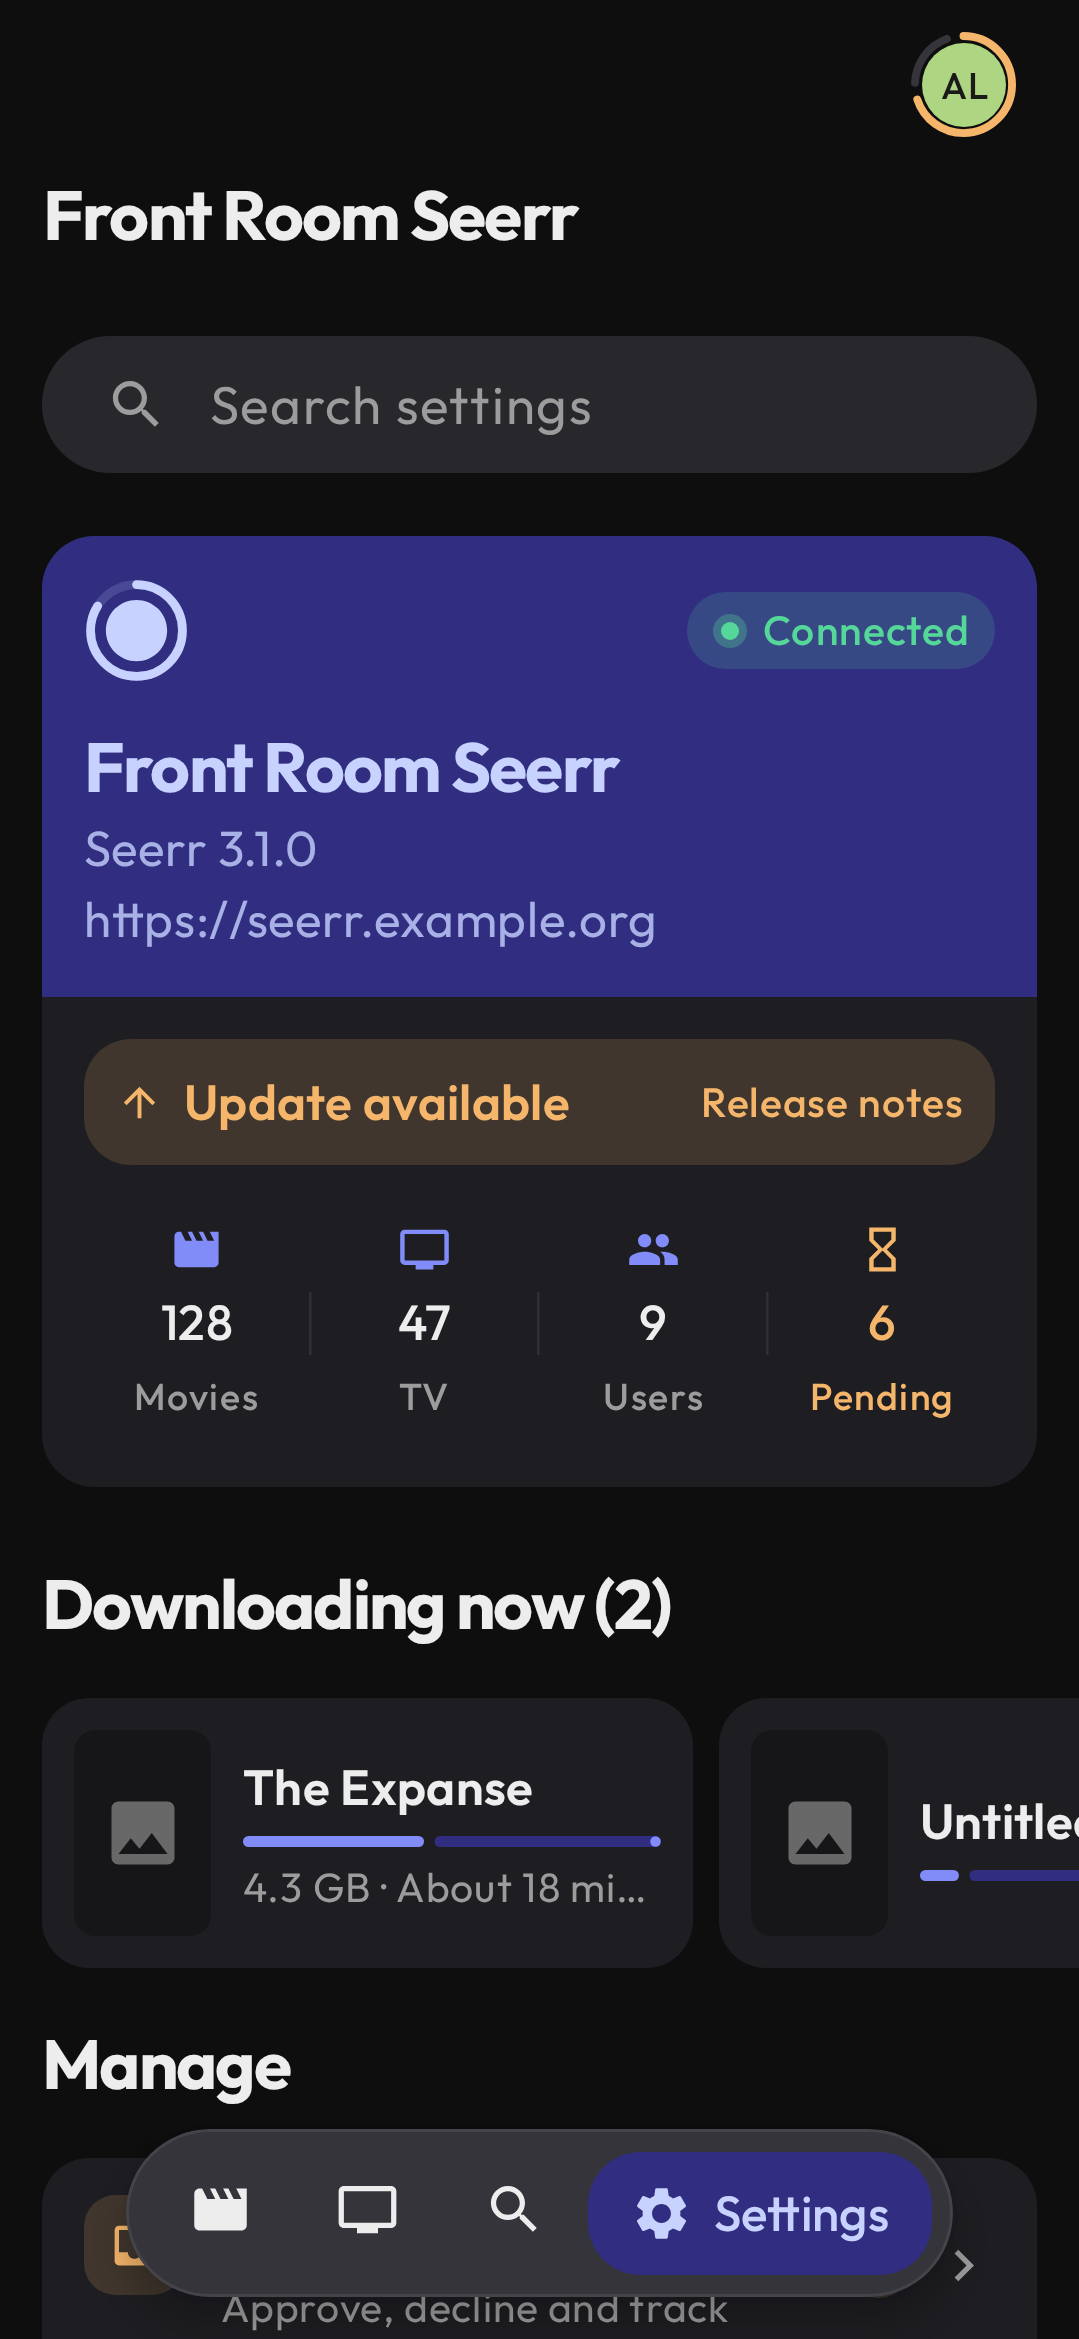 AL
Front Room Seerr
Search settings
Connected
Front Room Seerr
Seerr 3.1.0
https://seerr.example.org
Update available
Release notes
128
47
9
6
Movies
TV
Users
Pending
Downloading now (2)
The Expanse
4.3 GB · About 18 mi…
Manage
Settings
Approve, decline and track